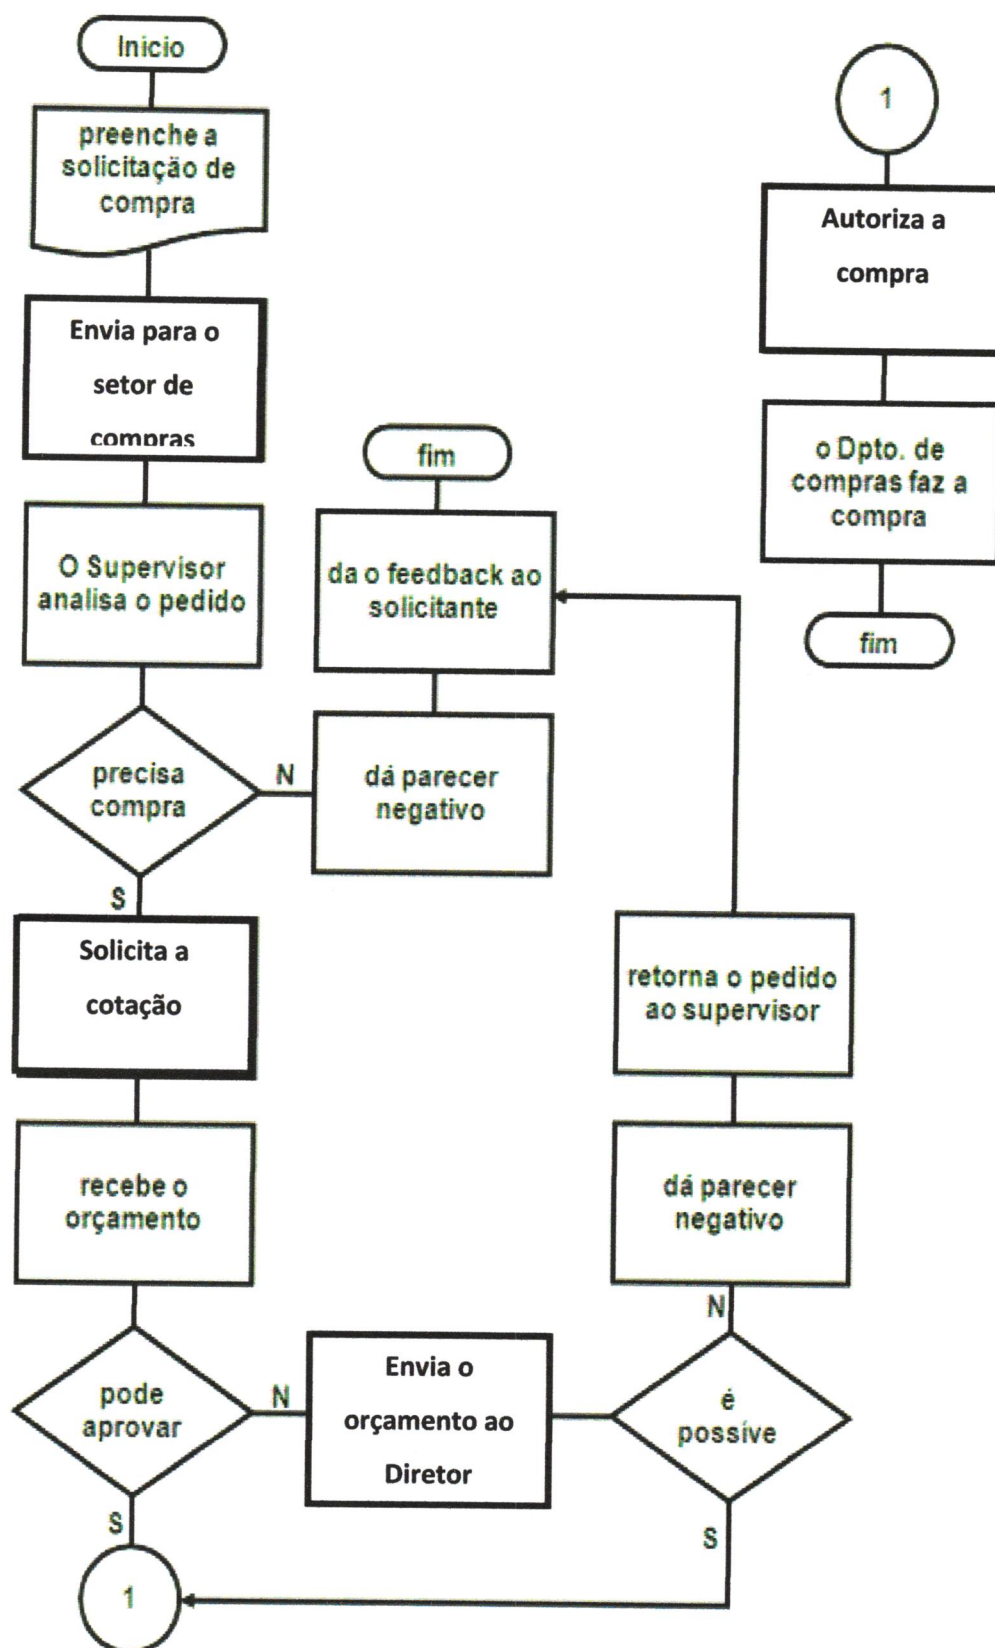 Inicio
preenche a
solicitação de
compra
Envia para o
setor de
compras
O Supervisor
analisa o pedido
precisa
compra
N
S
fim
da o feedback ao
solicitante
dá parecer
negativo
Solicita a
cotação
recebe o
orçamento
pode
aprovar
N
S
1
Envia o
orçamento ao
Diretor
é
possíve
N
S
dá parecer
negativo
retorna o pedido
ao supervisor
1
Autoriza a
compra
o Dpto. de
compras faz a
compra
fim